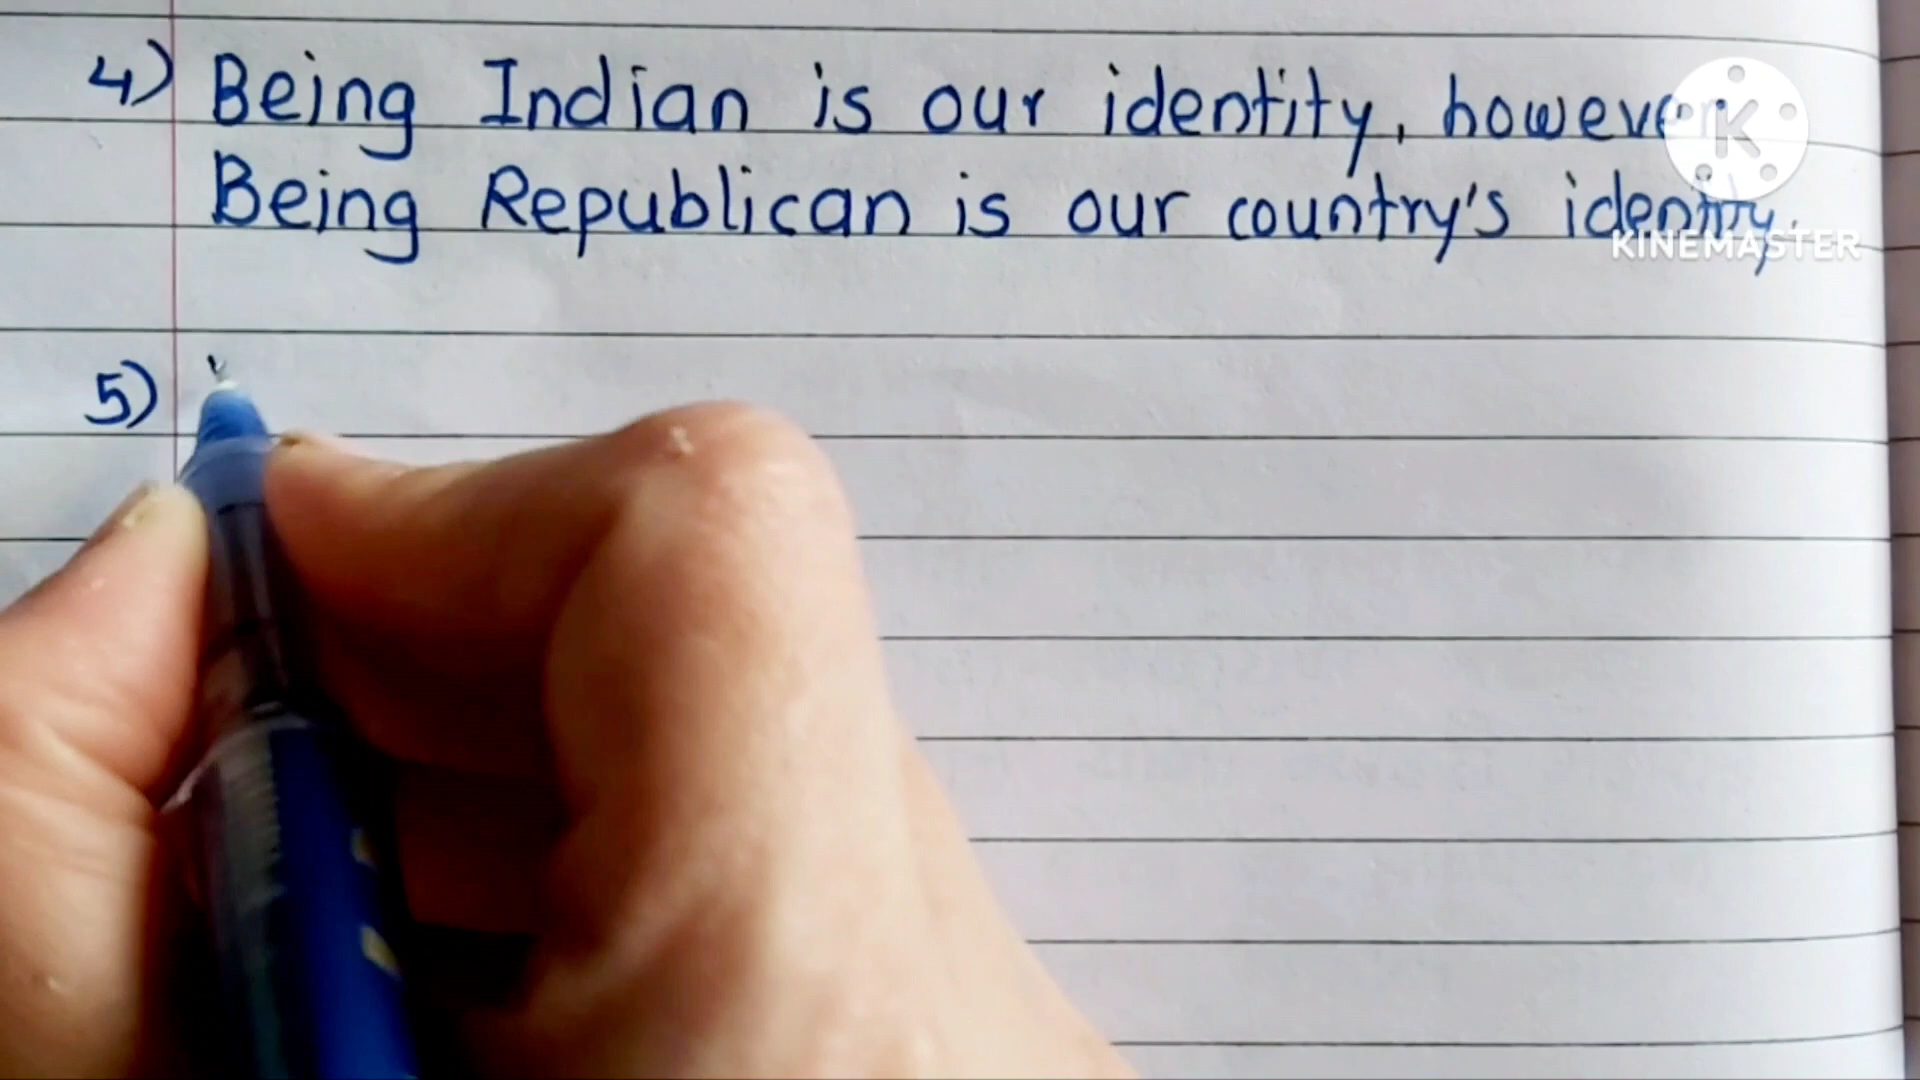 4) Being Indian is our identity, however
Being Republican is our country's identity.
5)
K
KINEMASTER